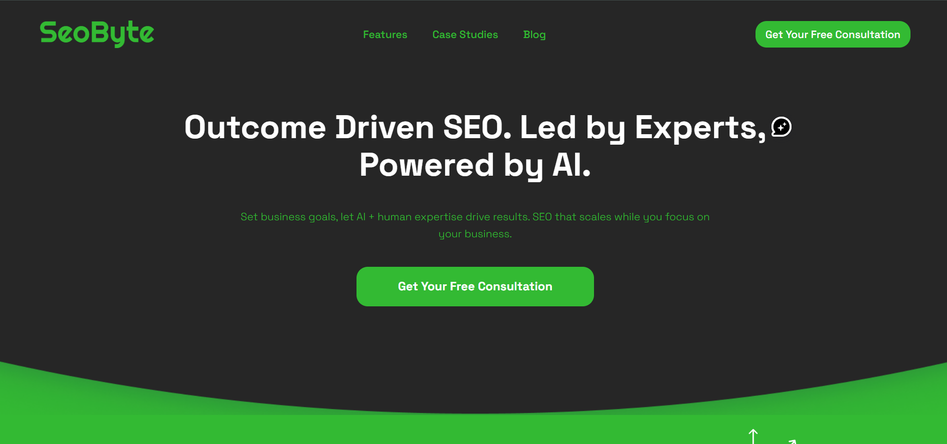 SeoByte
Features
Case Studies
Blog
Get Your Free Consultation
Outcome Driven SEO. Led by Experts,
Powered by AI.
Set business goals, let AI + human expertise drive results. SEO that scales while you focus on
your business.
Get Your Free Consultation